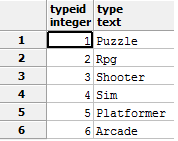 typeid type
integer text
1 1 Puzzle
2 2 Rpg
3 3 Shooter
4 4 Sim
5 5 Platformer
6 6 Arcade